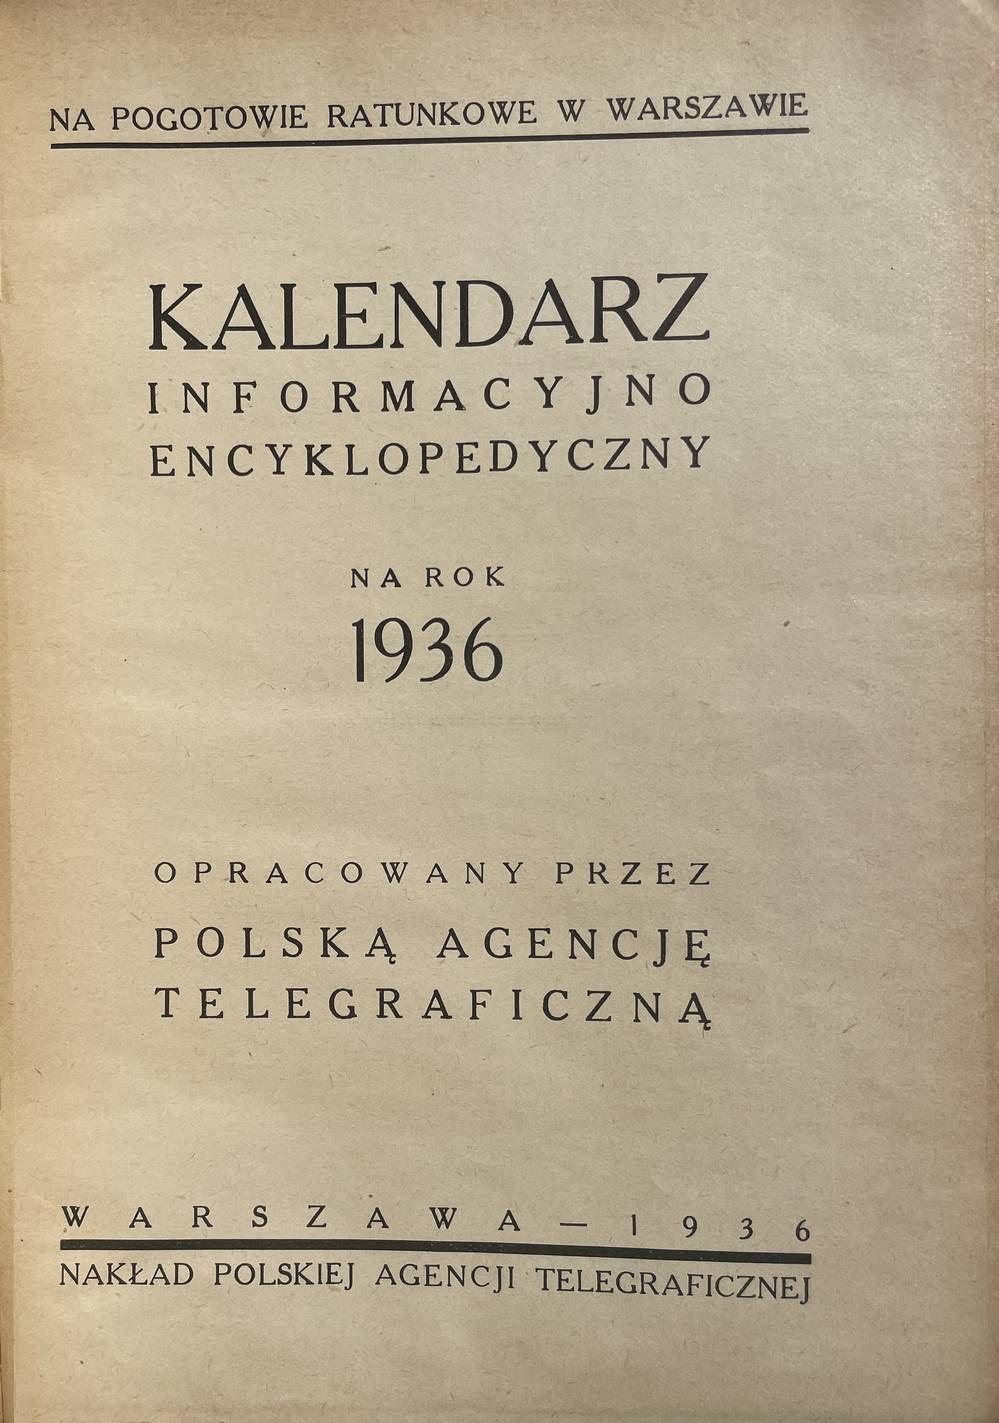 NA POGOTOWIE RATUNKOWE W WARSZAWIE
KALENDARZ
INFORMACYJNO
ENCYKLOPEDYCZNY
NA ROK
1936
OPRACOWANY PRZEZ
POLSKĄ AGENCJĘ
TELEGRAFICZNĄ
WARSZAWA — 1936
NAKŁAD POLSKIEJ AGENCJI TELEGRAFICZNEJ